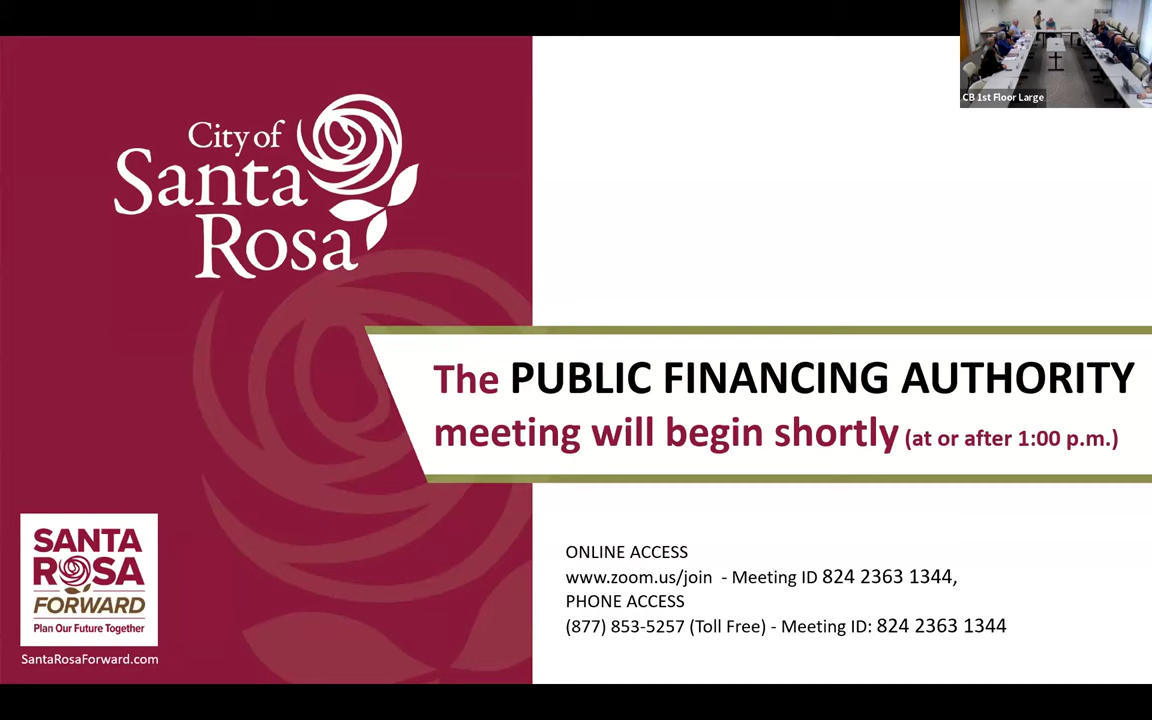 CB 1st Floor Large
City of
Santa
Rosa
The PUBLIC FINANCING AUTHORITY
meeting will begin shortly (at or after 1:00 p.m.)
SANTA
ROSA
FORWARD
Plan Our Future Together
SantaRosaForward.com
ONLINE ACCESS
www.zoom.us/join - Meeting ID 824 2363 1344,
PHONE ACCESS
(877) 853-5257 (Toll Free) - Meeting ID: 824 2363 1344